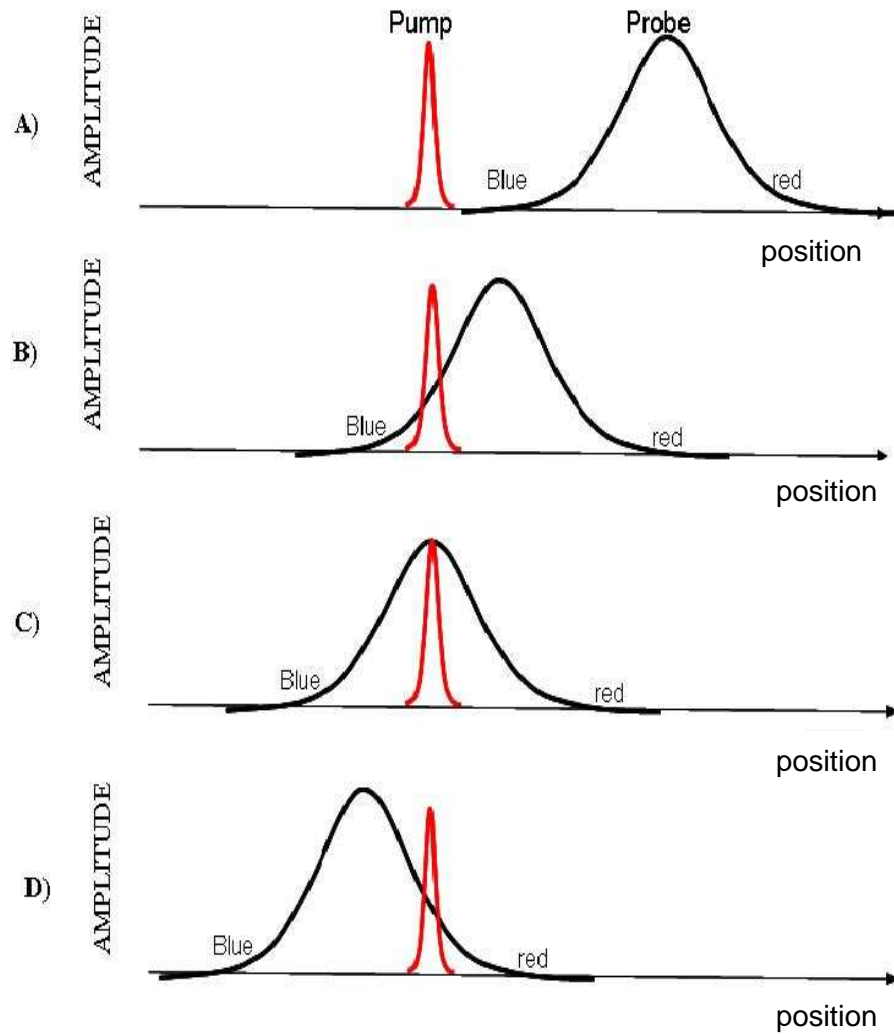 Pump Probe
A)
AMPLITUDE
Blue red
position
B)
AMPLITUDE
Blue red
position
C)
AMPLITUDE
Blue red
position
D)
AMPLITUDE
Blue red
position